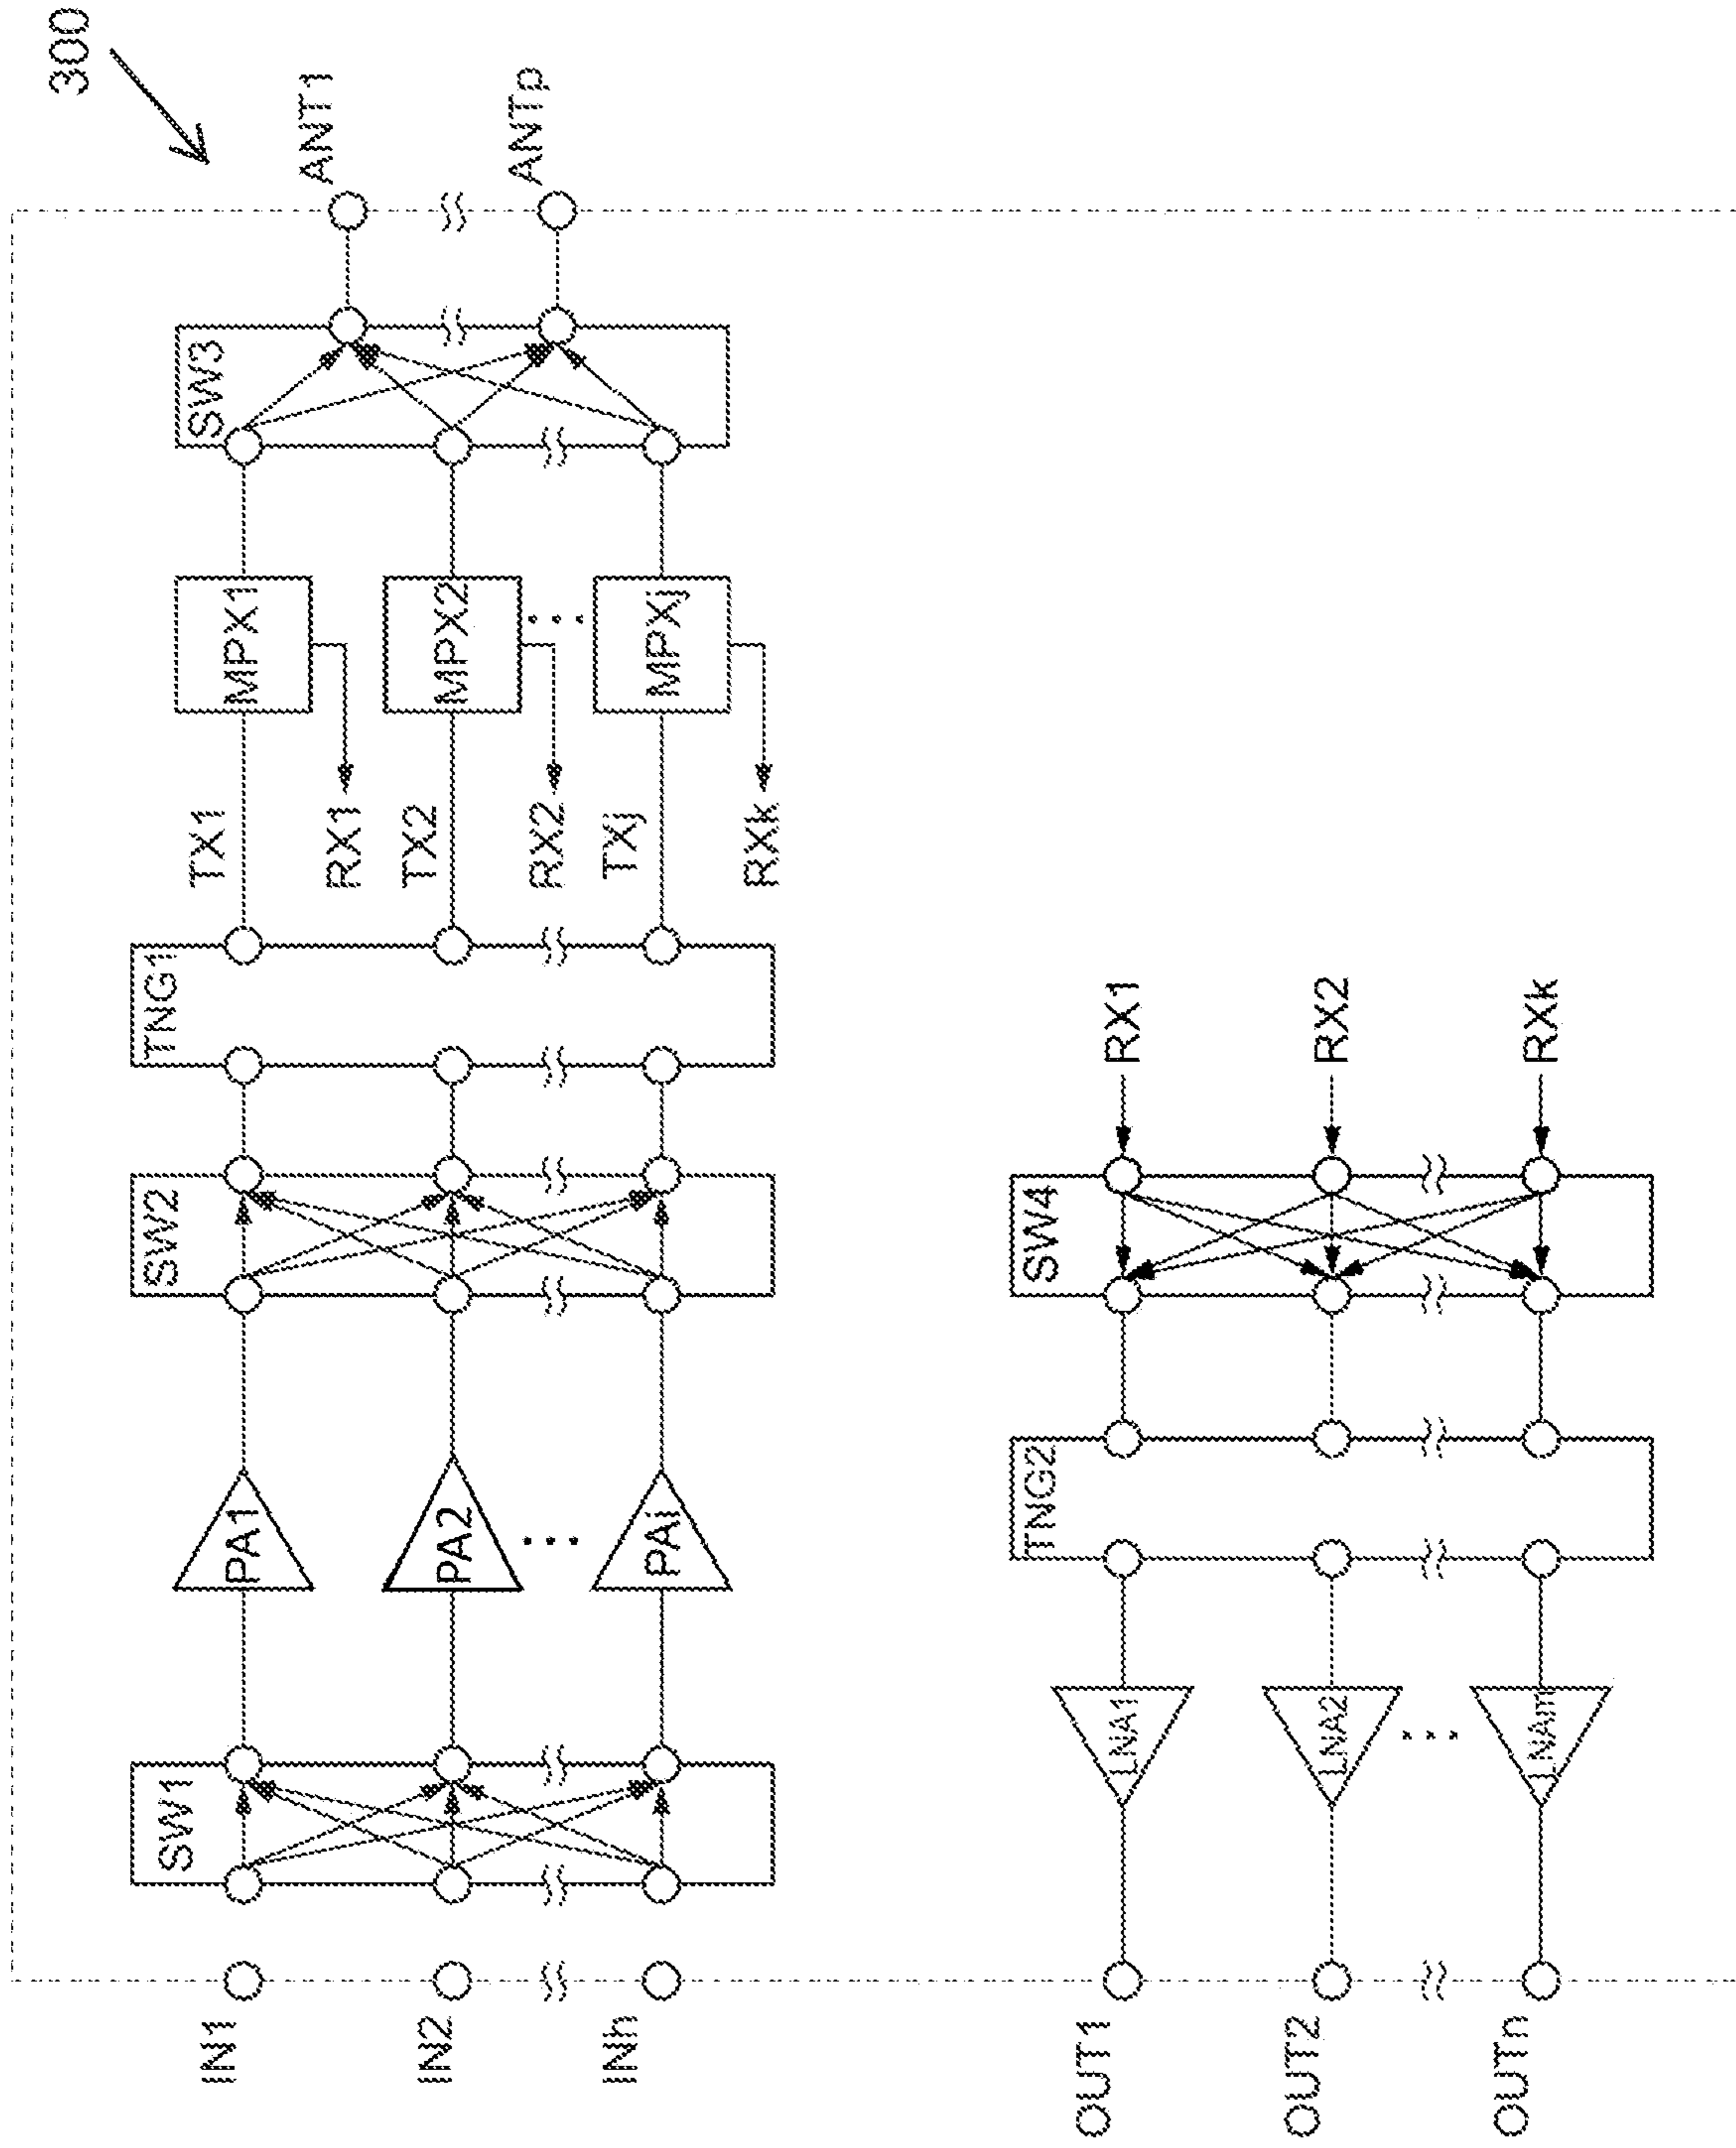 300
IN1
IN2
INh
SW1
PA1
PA2
PAi
SW2
TNG1
TX1
RX1
TX2
RX2
TXj
RXk
MPX1
MPX2
MPXj
SW3
ANT1
ANTp
OUT1
OUT2
OUTn
LNA1
LNA2
LNAm
TNG2
SW4
RX1
RX2
RXk